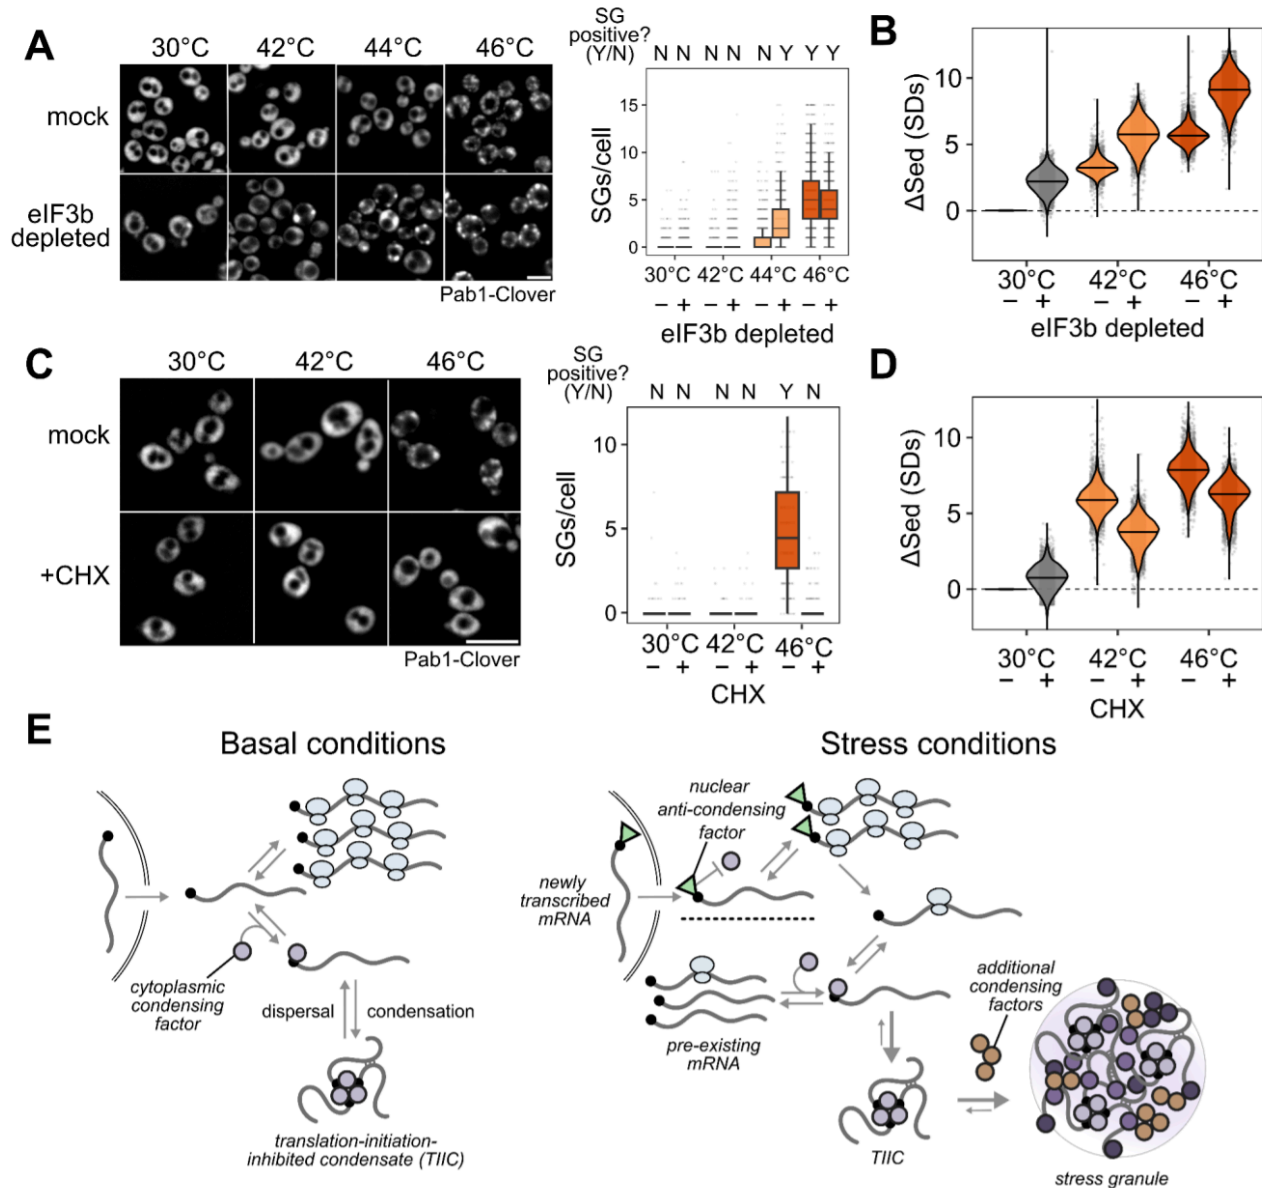 A
30°C 42°C 44°C 46°C
mock
eIF3b
depleted
Pab1-Clover
SG
positive?
(Y/N)
N N N N N Y Y Y
SGs/cell
15
10
5
0
30°C 42°C 44°C 46°C
− + − + − + − +
eIF3b depleted
B
ΔSed (SDs)
10
5
0
30°C 42°C 46°C
− + − + − +
eIF3b depleted
C
30°C 42°C 46°C
mock
+CHX
Pab1-Clover
SG
positive?
(Y/N)
N N N N Y N
SGs/cell
10
5
0
30°C 42°C 46°C
− + − + − +
CHX
D
ΔSed (SDs)
10
5
0
30°C 42°C 46°C
− + − + − +
CHX
E
Basal conditions
cytoplasmic
condensing
factor
dispersal
condensation
translation-initiation-
inhibited condensate (TIIC)
Stress conditions
nuclear
anti-condensing
factor
newly
transcribed
mRNA
pre-existing
mRNA
additional
condensing
factors
TIIC
stress granule